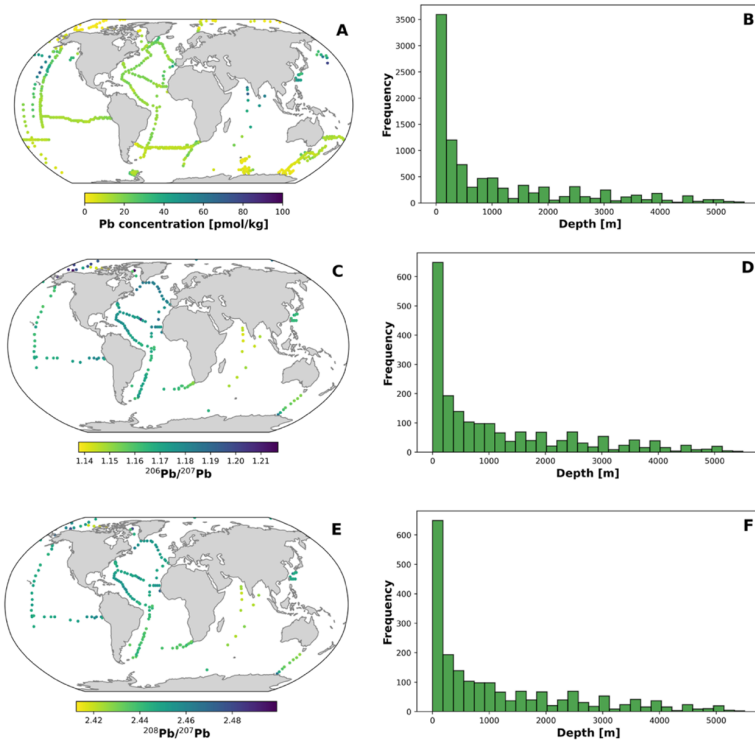 A
0 20 40 60 80 100
Pb concentration [pmol/kg]
B
3500
3000
2500
2000
1500
1000
500
0
Frequency
0 1000 2000 3000 4000 5000
Depth [m]
C
1.14 1.15 1.16 1.17 1.18 1.19 1.20 1.21
²⁰⁶Pb/²⁰⁷Pb
D
600
500
400
300
200
100
0
Frequency
0 1000 2000 3000 4000 5000
Depth [m]
E
2.42 2.44 2.46 2.48
²⁰⁸Pb/²⁰⁷Pb
F
600
500
400
300
200
100
0
Frequency
0 1000 2000 3000 4000 5000
Depth [m]